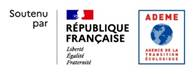 Soutenu
par
RÉPUBLIQUE
FRANÇAISE
Liberté
Égalité
Fraternité
ADEME
AGENCE DE LA
TRANSITION
ÉCOLOGIQUE